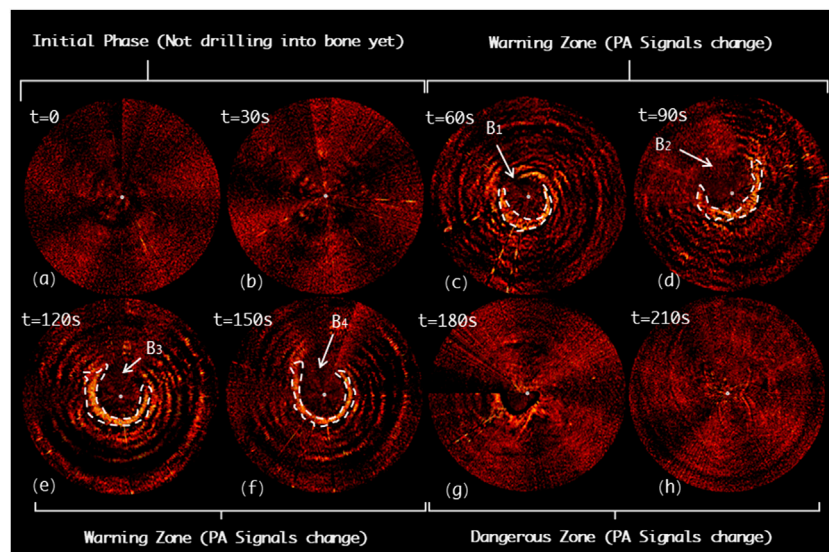 Initial Phase (Not drilling into bone yet)
Warning Zone (PA Signals change)
t=0
t=30s
t=60s
t=90s
B1
B2
(a)
(b)
(c)
(d)
t=120s
t=150s
t=180s
t=210s
B3
B4
(e)
(f)
(g)
(h)
Warning Zone (PA Signals change)
Dangerous Zone (PA Signals change)